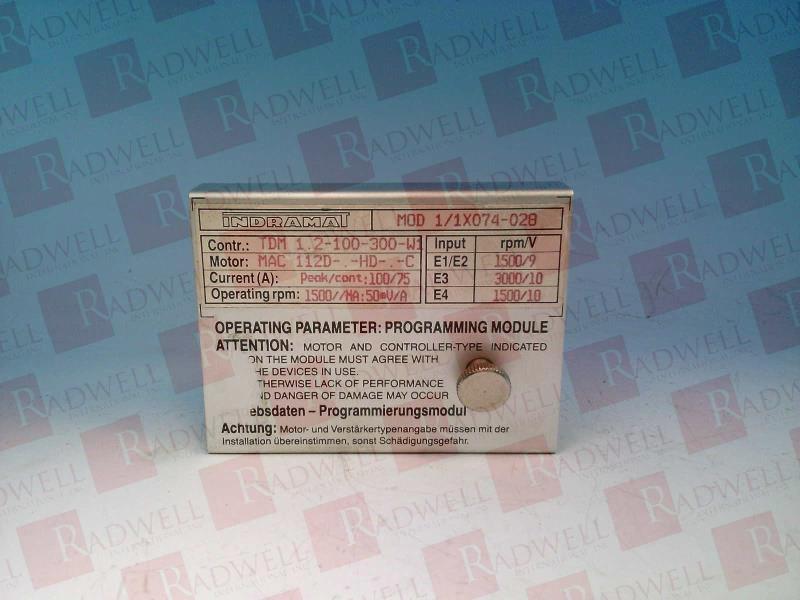 INDRAMAT MOD 1/1X074-028
Contr.: TDM 1.2-100-300-W1 Input rpm/V
Motor: MAC 112D-.-HD-.-C E1/E2 1500/9
Current (A): Peak/cont:100/75 E3 3000/10
Operating rpm: 1500//MA:50mV/A E4 1500/10
OPERATING PARAMETER: PROGRAMMING MODULE
ATTENTION: MOTOR AND CONTROLLER-TYPE INDICATED
ON THE MODULE MUST AGREE WITH
HE DEVICES IN USE.
THERWISE LACK OF PERFORMANCE
ND DANGER OF DAMAGE MAY OCCUR
ebsdaten – Programmierungsmodul
Achtung: Motor- und Verstärkertypenangabe müssen mit der
Installation übereinstimmen, sonst Schädigungsgefahr.
RADWELL
INTERNATIONAL, INC.